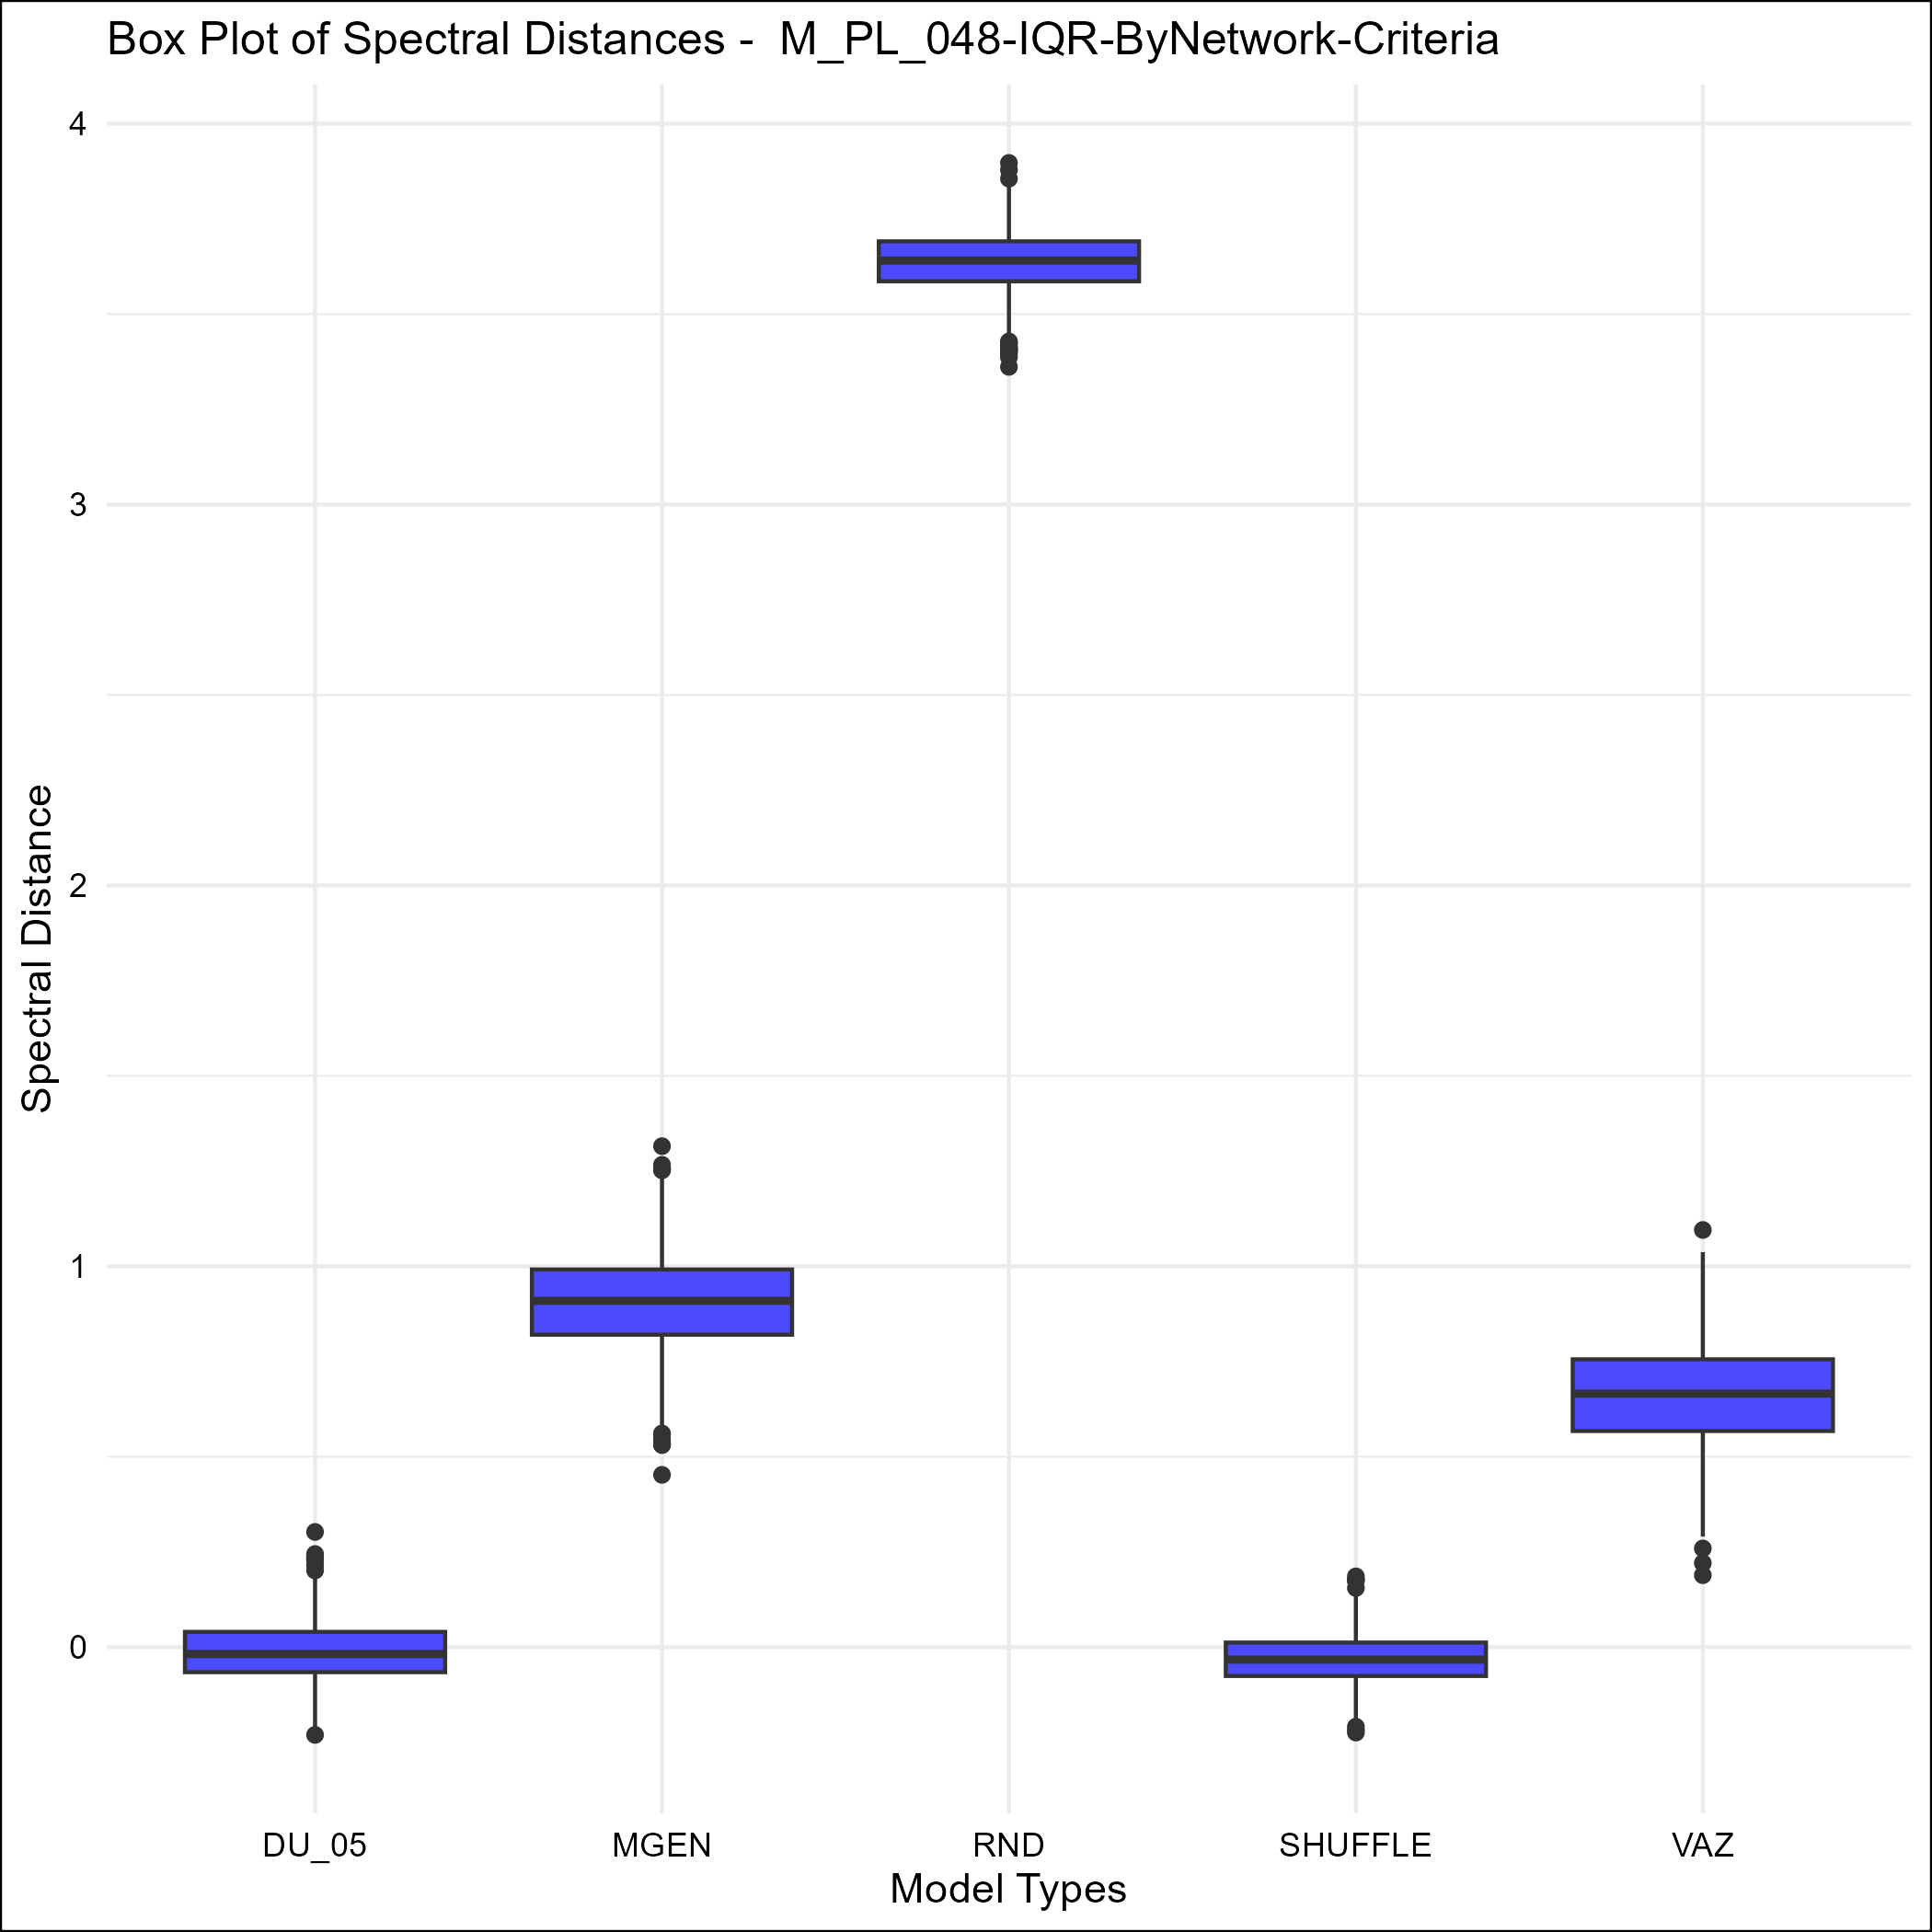 Box Plot of Spectral Distances -  M_PL_048-IQR-ByNetwork-Criteria
4
3
2
1
0
Spectral Distance
DU_05 MGEN RND SHUFFLE VAZ
Model Types